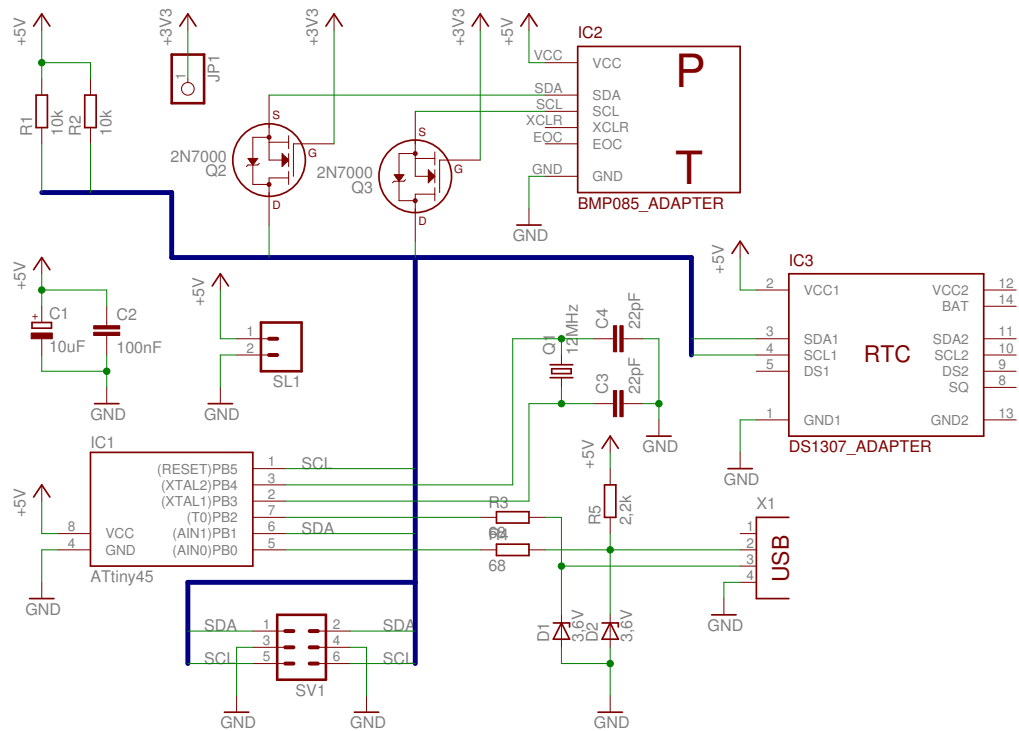 +5V
R1
10k
R2
10k
+3V3
1
JP1
+3V3
S
G
D
2N7000
Q2
+3V3
S
G
D
2N7000
Q3
+5V
IC2
VCC
SDA
SCL
XCLR
EOC
GND
VCC
SDA
SCL
XCLR
EOC
GND
P
T
BMP085_ADAPTER
GND
+5V
+
C1
10uF
C2
100nF
GND
+5V
1
2
SL1
GND
Q1
12MHz
C4
22pF
C3
22pF
GND
+5V
IC3
2
3
4
5
1
VCC1
SDA1
SCL1
DS1
GND1
RTC
VCC2
BAT
SDA2
SCL2
DS2
SQ
GND2
12
14
11
10
9
8
13
DS1307_ADAPTER
GND
IC1
+5V
8
4
VCC
GND
(RESET)PB5
(XTAL2)PB4
(XTAL1)PB3
(T0)PB2
(AIN1)PB1
(AIN0)PB0
1
3
2
7
6
5
SCL
SDA
ATtiny45
GND
R3
68
R4
68
+5V
R5
2,2k
X1
1
2
3
4
USB
GND
D1
3,6V
D2
3,6V
GND
SDA
1
2
SDA
3
4
SCL
5
6
SCL
SV1
GND
GND